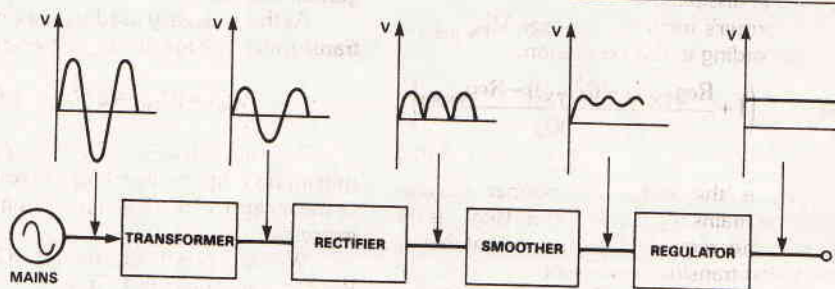 V V V V V
TRANSFORMER RECTIFIER SMOOTHER REGULATOR
MAINS